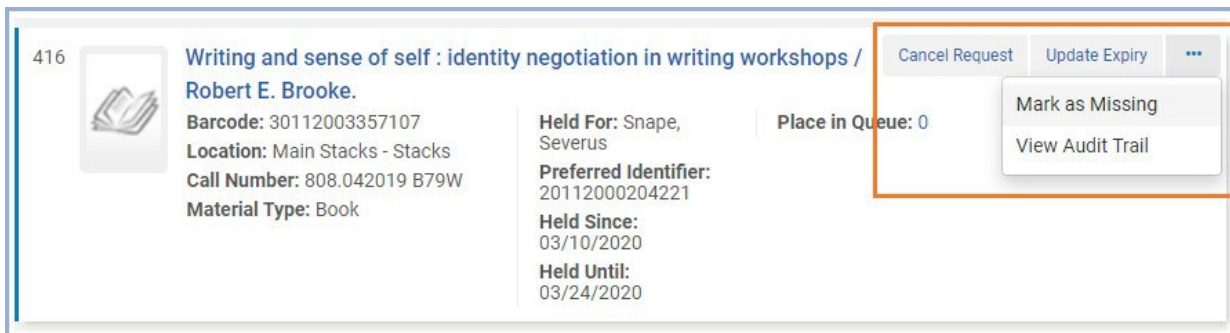 416
Writing and sense of self : identity negotiation in writing workshops /
Robert E. Brooke.
Barcode: 30112003357107
Location: Main Stacks - Stacks
Call Number: 808.042019 B79W
Material Type: Book
Held For: Snape,
Severus
Preferred Identifier:
20112000204221
Held Since:
03/10/2020
Held Until:
03/24/2020
Place in Queue: 0
Cancel Request
Update Expiry
...
Mark as Missing
View Audit Trail